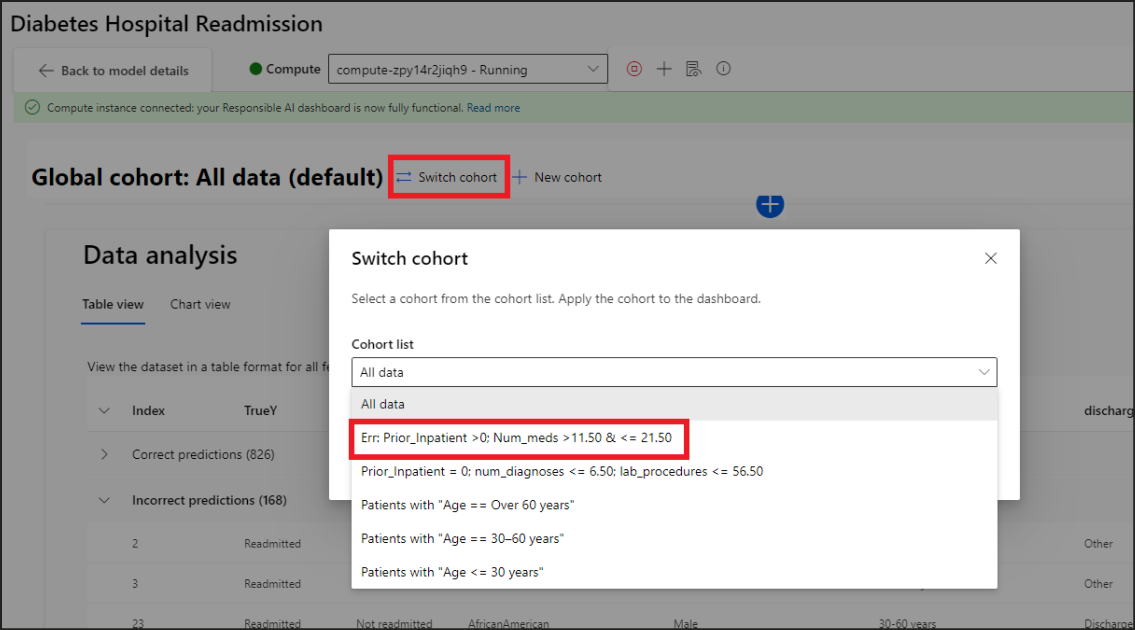 Diabetes Hospital Readmission
Back to model details
Compute
compute-zpy14r2jiqh9 - Running
Compute instance connected: your Responsible AI dashboard is now fully functional. Read more
Global cohort: All data (default)
Switch cohort
New cohort
Data analysis
Table view
Chart view
View the dataset in a table format for all
Index
TrueY
discharg
Correct predictions (826)
Incorrect predictions (168)
2
Readmitted
Other
3
Readmitted
Other
23
Readmitted
Not readmitted
AfricanAmerican
Male
30-60 years
Discharge
Switch cohort
Select a cohort from the cohort list. Apply the cohort to the dashboard.
Cohort list
All data
All data
Err: Prior_Inpatient >0; Num_meds >11.50 & <= 21.50
Prior_Inpatient = 0; num_diagnoses <= 6.50; lab_procedures <= 56.50
Patients with "Age == Over 60 years"
Patients with "Age == 30–60 years"
Patients with "Age <= 30 years"